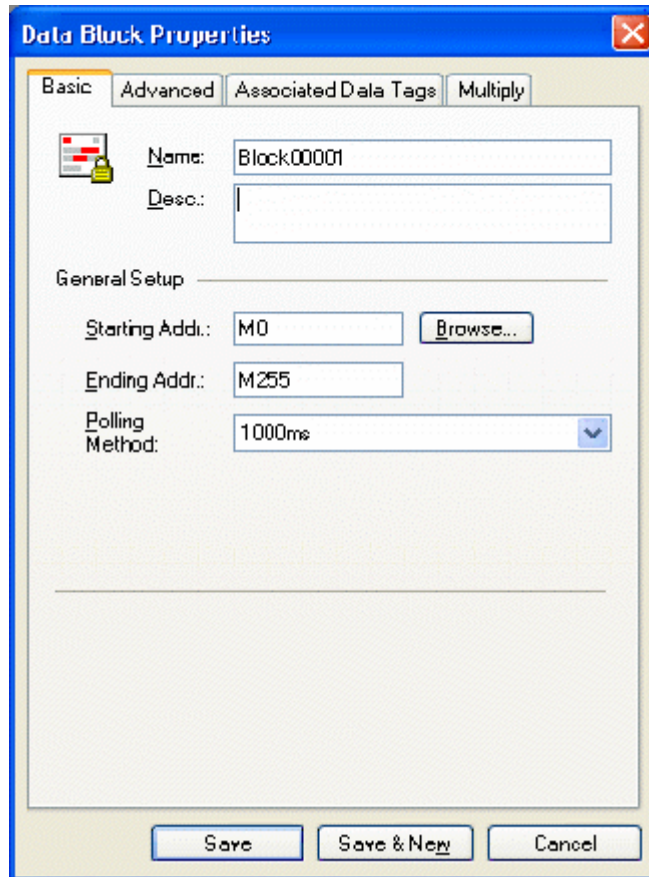 Data Block Properties
Basic Advanced Associated Data Tags Multiply
Name: Block00001
Desc.:
General Setup
Starting Addr.: M0 Browse...
Ending Addr.: M255
Polling Method: 1000ms
Save Save & New Cancel